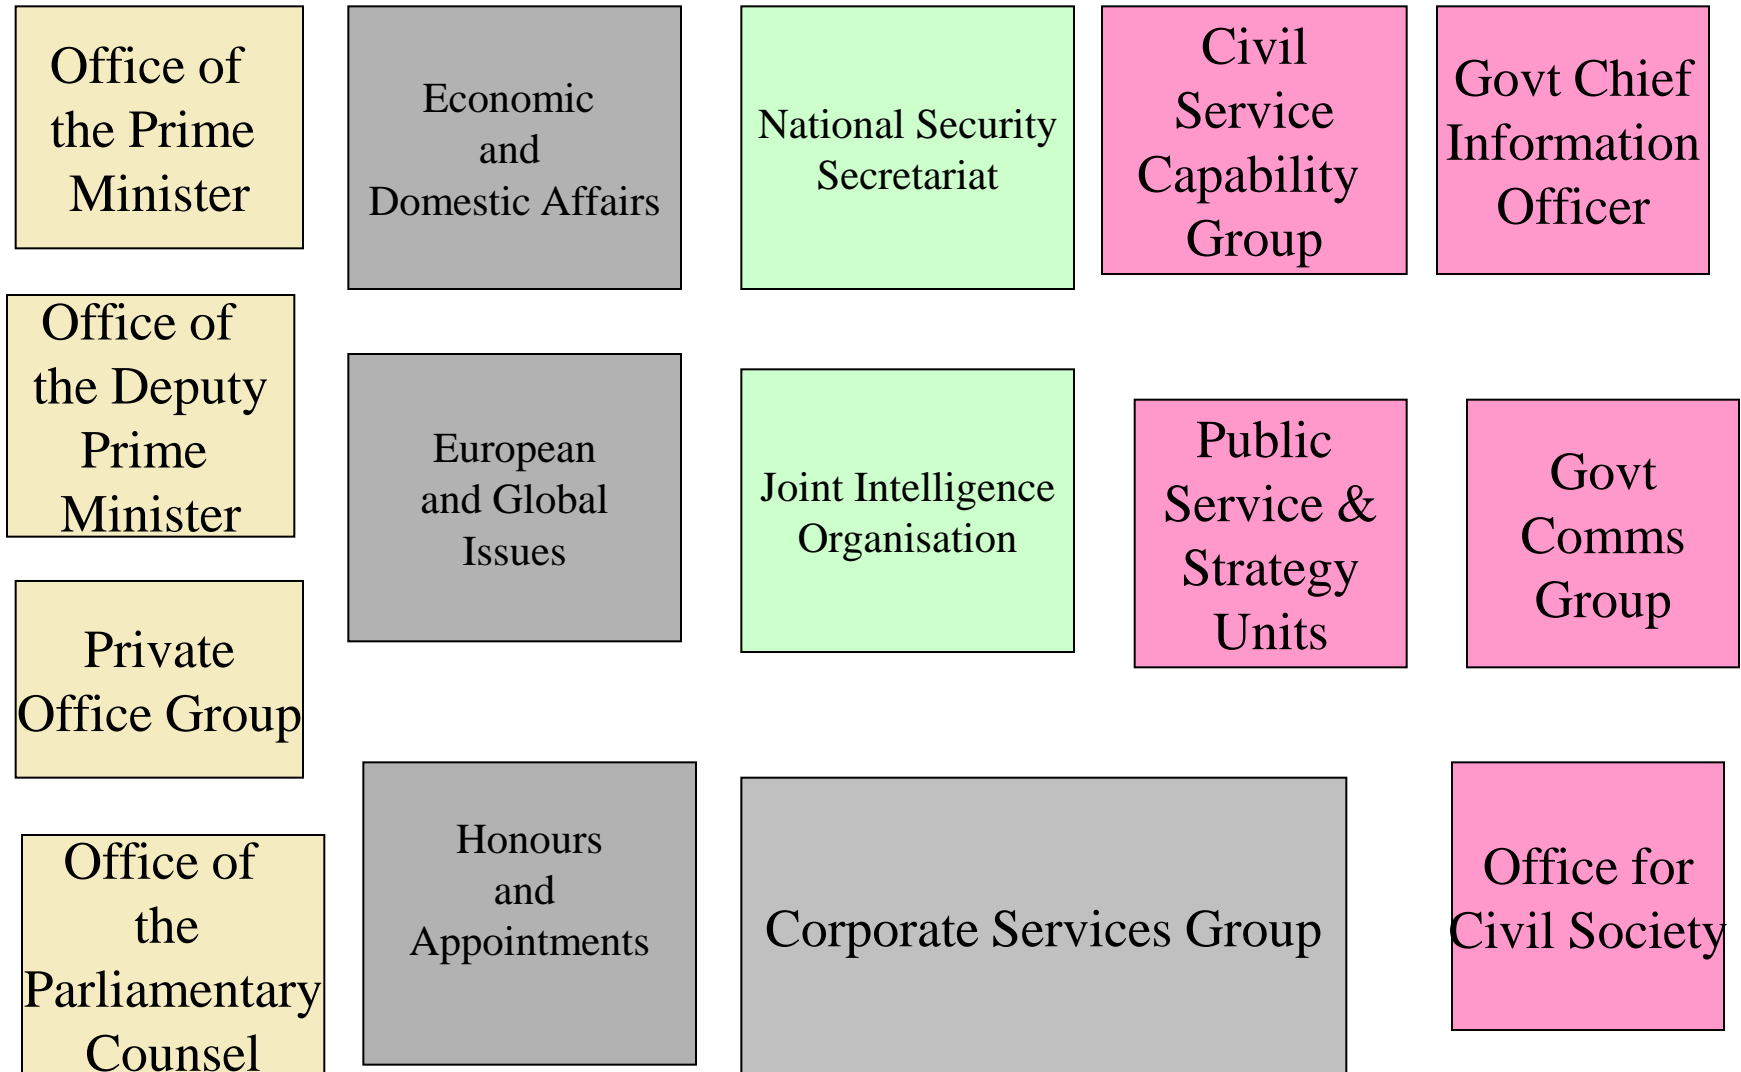 Office of
the Prime
Minister
Economic
and
Domestic Affairs
National Security
Secretariat
Civil
Service
Capability
Group
Govt Chief
Information
Officer
Office of
the Deputy
Prime
Minister
European
and Global
Issues
Joint Intelligence
Organisation
Public
Service &
Strategy
Units
Govt
Comms
Group
Private
Office Group
Office of
the
Parliamentary
Counsel
Honours
and
Appointments
Corporate Services Group
Office for
Civil Society